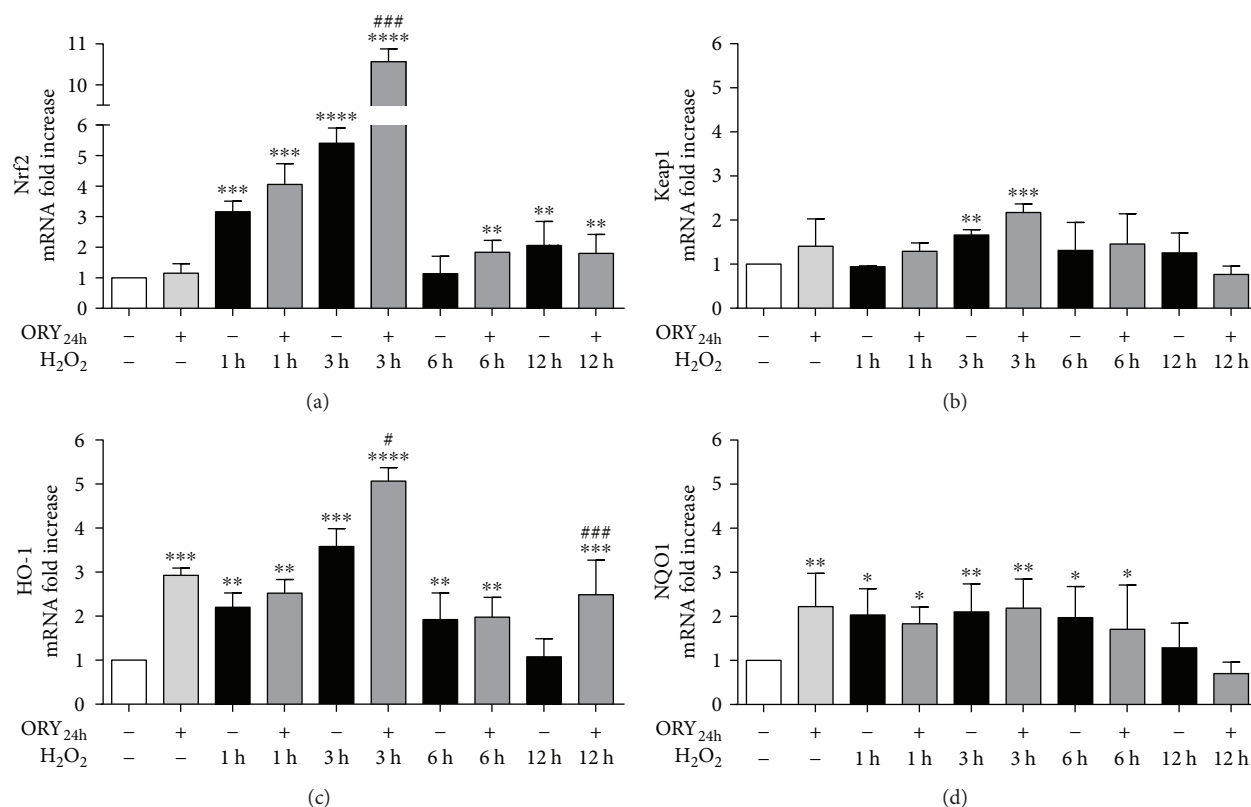 Nrf2
mRNA fold increase
11
10
6
5
4
3
2
1
0
*** *** **** ### **** ** ** **
ORY24h – + – + – + – + – +
H2O2 – – 1 h 1 h 3 h 3 h 6 h 6 h 12 h 12 h
(a)
Keap1
mRNA fold increase
6
5
4
3
2
1
0
** ***
– + – + – + – + – +
– – 1 h 1 h 3 h 3 h 6 h 6 h 12 h 12 h
(b)
HO-1
mRNA fold increase
6
5
4
3
2
1
0
*** ** ** *** # **** ** ** ### ***
ORY24h – + – + – + – + – +
H2O2 – – 1 h 1 h 3 h 3 h 6 h 6 h 12 h 12 h
(c)
NQO1
mRNA fold increase
6
5
4
3
2
1
0
** * * ** ** * *
– + – + – + – + – +
– – 1 h 1 h 3 h 3 h 6 h 6 h 12 h 12 h
(d)